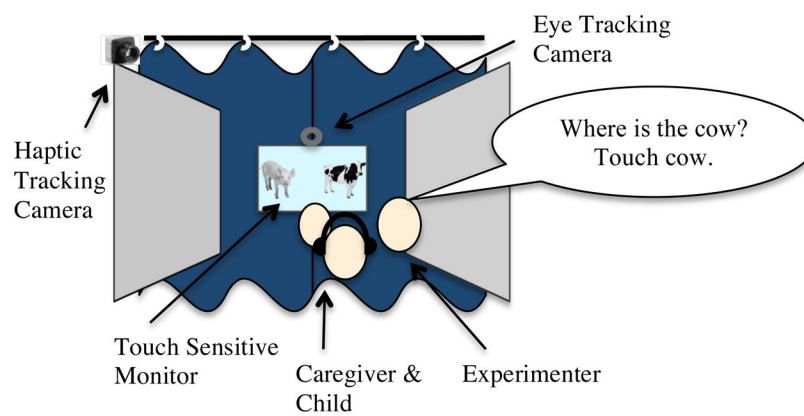 Eye Tracking
Camera
Where is the cow?
Touch cow.
Haptic
Tracking
Camera
Touch Sensitive
Monitor
Caregiver &
Child
Experimenter